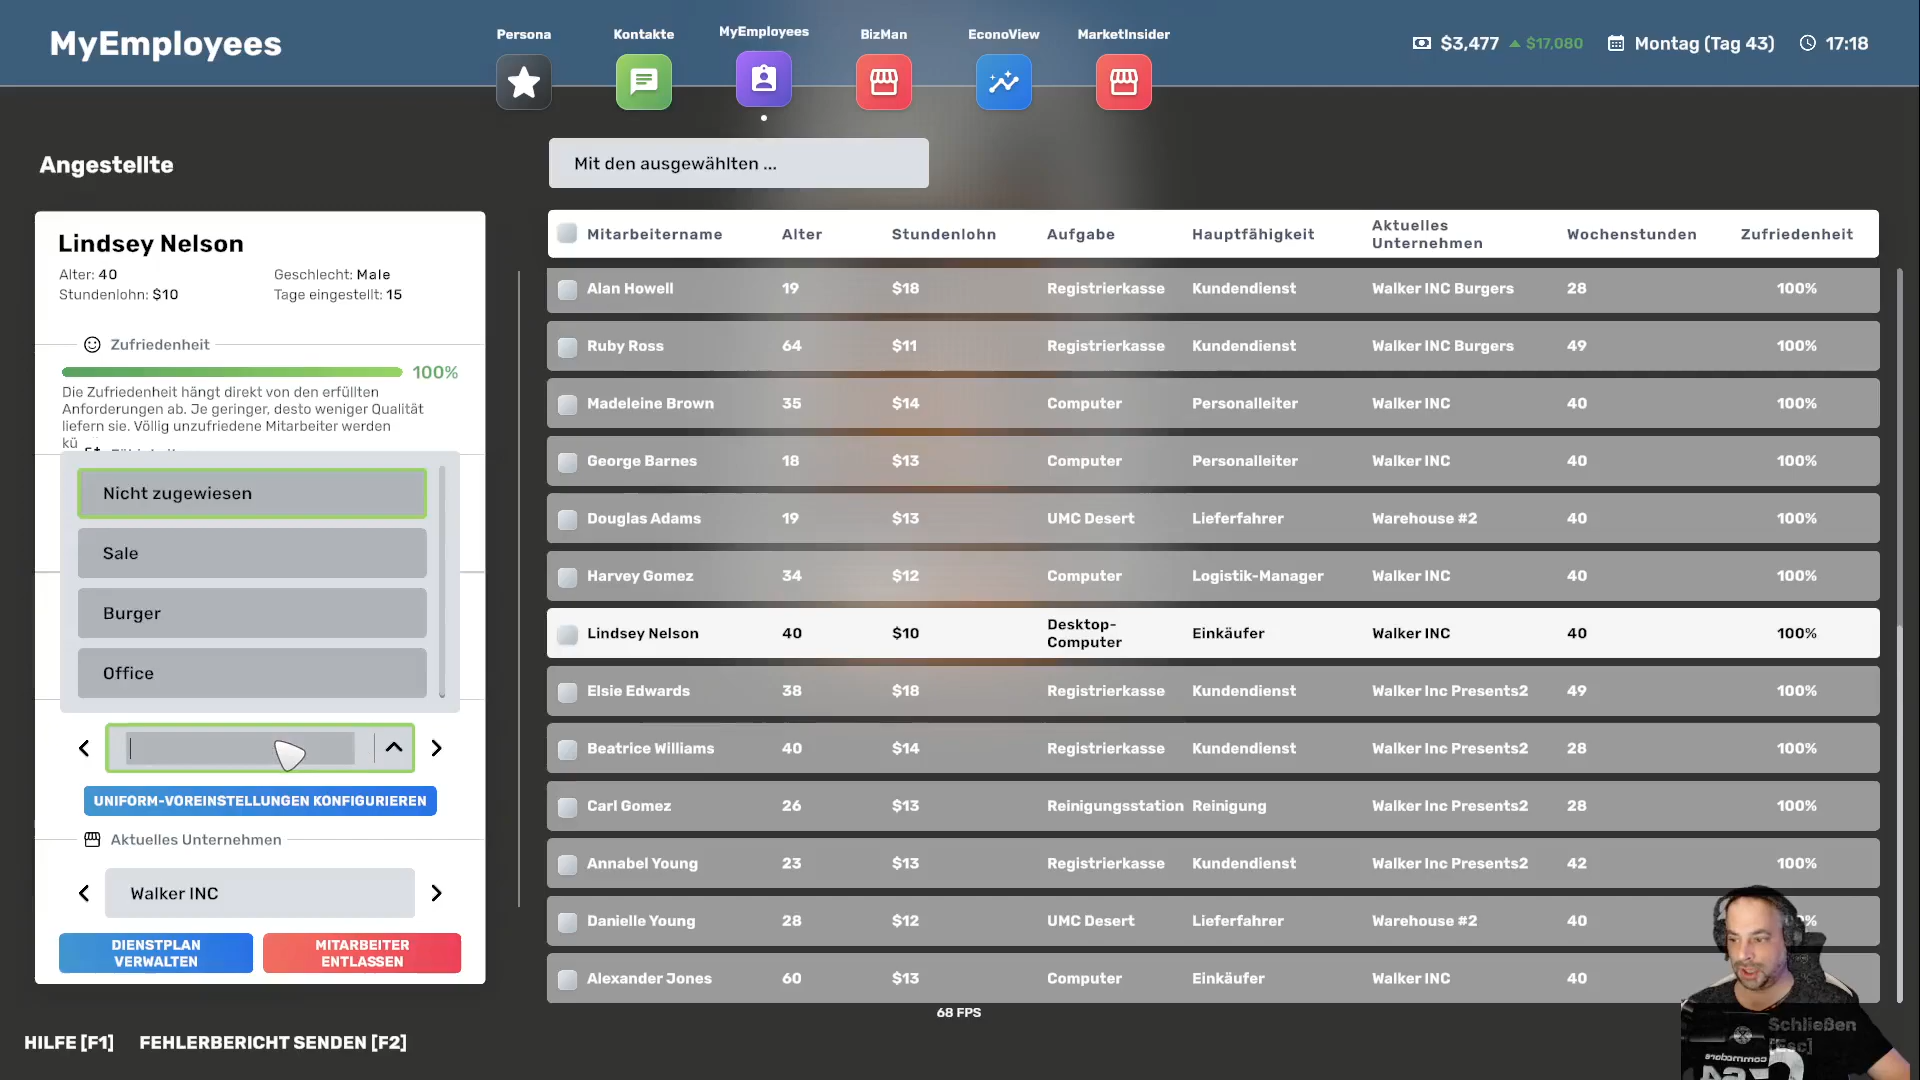 MyEmployees
Persona
Kontakte
MyEmployees
BizMan
EconoView
MarketInsider
$3,477 $17,080 Montag (Tag 43) 17:18
Angestellte
Mit den ausgewählten ...
Lindsey Nelson
Alter: 40 Geschlecht: Male
Stundenlohn: $10 Tage eingestellt: 15
Zufriedenheit
100%
Die Zufriedenheit hängt direkt von den erfüllten
Anforderungen ab. Je geringer, desto weniger Qualität
liefern sie. Völlig unzufriedene Mitarbeiter werden
Nicht zugewiesen
Sale
Burger
Office
UNIFORM-VOREINSTELLUNGEN KONFIGURIEREN
Aktuelles Unternehmen
Walker INC
DIENSTPLAN
VERWALTEN
MITARBEITER
ENTLASSEN
Mitarbeitername Alter Stundenlohn Aufgabe Hauptfähigkeit Aktuelles Unternehmen Wochenstunden Zufriedenheit
Alan Howell 19 $18 Registrierkasse Kundendienst Walker INC Burgers 28 100%
Ruby Ross 64 $11 Registrierkasse Kundendienst Walker INC Burgers 49 100%
Madeleine Brown 35 $14 Computer Personalleiter Walker INC 40 100%
George Barnes 18 $13 Computer Personalleiter Walker INC 40 100%
Douglas Adams 19 $13 UMC Desert Lieferfahrer Warehouse #2 40 100%
Harvey Gomez 34 $12 Computer Logistik-Manager Walker INC 40 100%
Lindsey Nelson 40 $10 Desktop-Computer Einkäufer Walker INC 40 100%
Elsie Edwards 38 $18 Registrierkasse Kundendienst Walker Inc Presents2 49 100%
Beatrice Williams 40 $14 Registrierkasse Kundendienst Walker Inc Presents2 28 100%
Carl Gomez 26 $13 Reinigungsstation Reinigung Walker Inc Presents2 28 100%
Annabel Young 23 $13 Registrierkasse Kundendienst Walker Inc Presents2 42 100%
Danielle Young 28 $12 UMC Desert Lieferfahrer Warehouse #2 40
Alexander Jones 60 $13 Computer Einkäufer Walker INC 40
68 FPS
HILFE [F1] FEHLERBERICHT SENDEN [F2]
Schließen
[Esc]
commodore
64